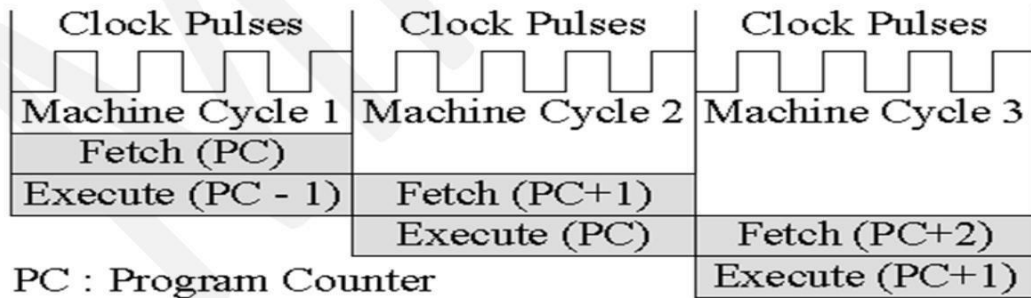 Clock Pulses Clock Pulses Clock Pulses
Machine Cycle 1 Machine Cycle 2 Machine Cycle 3
Fetch (PC)
Execute (PC - 1) Fetch (PC+1)
Execute (PC) Fetch (PC+2)
PC : Program Counter Execute (PC+1)